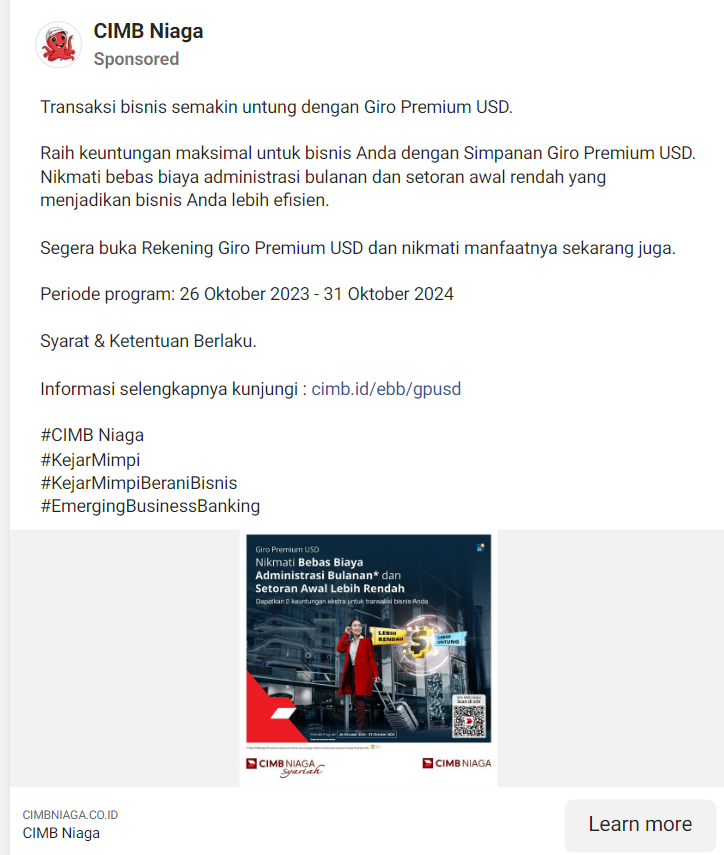 CIMB Niaga
Sponsored
Transaksi bisnis semakin untung dengan Giro Premium USD.
Raih keuntungan maksimal untuk bisnis Anda dengan Simpanan Giro Premium USD.
Nikmati bebas biaya administrasi bulanan dan setoran awal rendah yang
menjadikan bisnis Anda lebih efisien.
Segera buka Rekening Giro Premium USD dan nikmati manfaatnya sekarang juga.
Periode program: 26 Oktober 2023 - 31 Oktober 2024
Syarat & Ketentuan Berlaku.
Informasi selengkapnya kunjungi : cimb.id/ebb/gpusd
#CIMB Niaga
#KejarMimpi
#KejarMimpiBeraniBisnis
#EmergingBusinessBanking
Giro Premium USD
Nikmati Bebas Biaya
Administrasi Bulanan* dan
Setoran Awal Lebih Rendah
Dapatkan 2 keuntungan ekstra untuk transaksi bisnis Anda
LEBIH
RENDAH
LEBIH
UNTUNG
CIMB NIAGA
Syariah
CIMB NIAGA
CIMBNIAGA.CO.ID
CIMB Niaga
Learn more